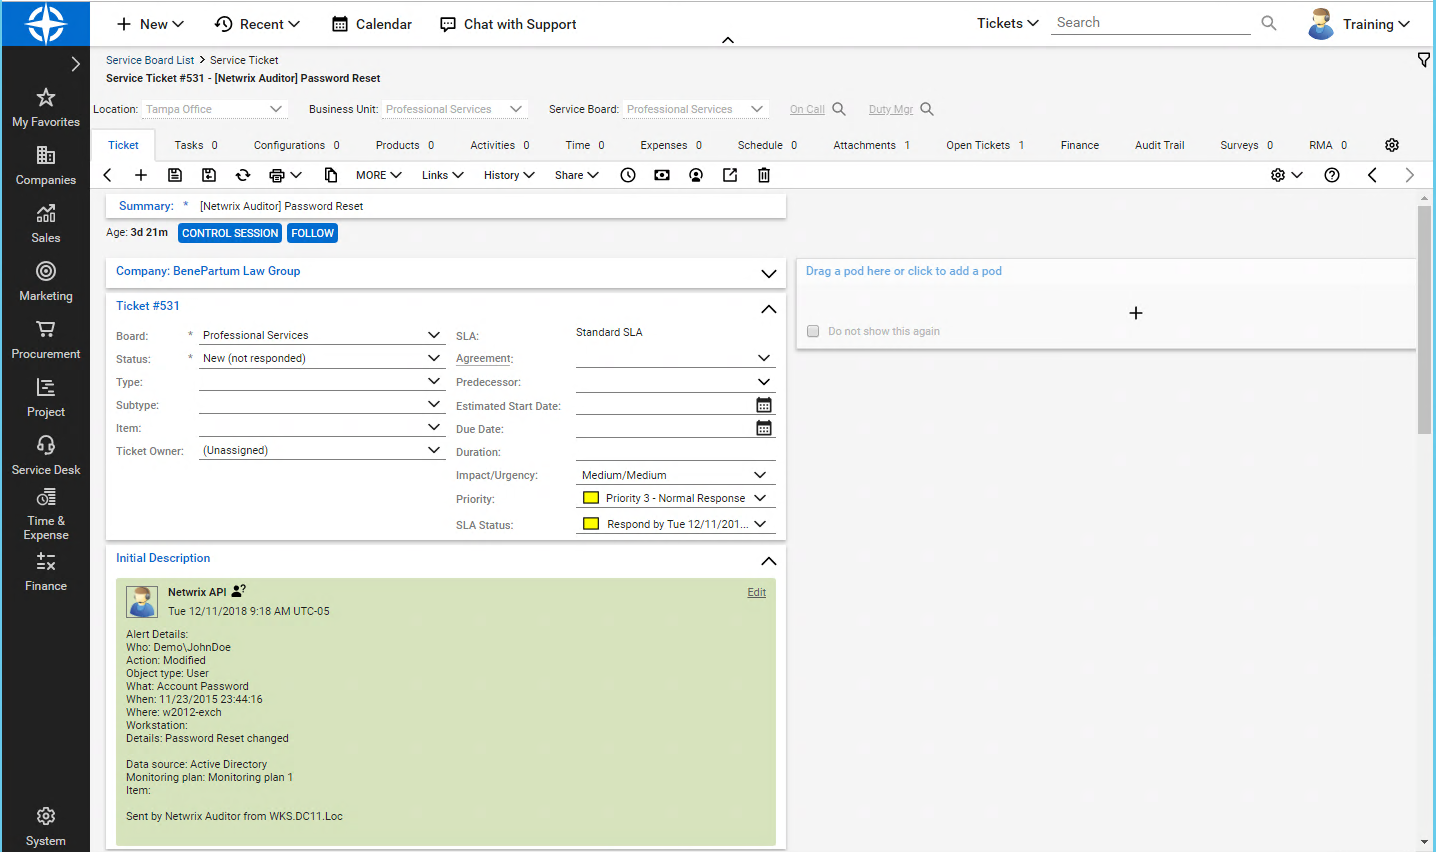 New
Recent
Calendar
Chat with Support
Tickets
Search
Training
Service Board List > Service Ticket
Service Ticket #531 - [Netwrix Auditor] Password Reset
My Favorites
Companies
Sales
Marketing
Procurement
Project
Service Desk
Time &
Expense
Finance
System
Location: Tampa Office Business Unit: Professional Services Service Board: Professional Services On Call Duty Mgr
Ticket Tasks 0 Configurations 0 Products 0 Activities 0 Time 0 Expenses 0 Schedule 0 Attachments 1 Open Tickets 1 Finance Audit Trail Surveys 0 RMA 0
MORE Links History Share
Summary: * [Netwrix Auditor] Password Reset
Age: 3d 21m CONTROL SESSION FOLLOW
Company: BenePartum Law Group
Ticket #531
Board: * Professional Services
Status: * New (not responded)
Type:
Subtype:
Item:
Ticket Owner: (Unassigned)
SLA: Standard SLA
Agreement:
Predecessor:
Estimated Start Date:
Due Date:
Duration:
Impact/Urgency: Medium/Medium
Priority: Priority 3 - Normal Response
SLA Status: Respond by Tue 12/11/201...
Initial Description
Netwrix API
Edit
Tue 12/11/2018 9:18 AM UTC-05
Alert Details:
Who: Demo\JohnDoe
Action: Modified
Object type: User
What: Account Password
When: 11/23/2015 23:44:16
Where: w2012-exch
Workstation:
Details: Password Reset changed
Data source: Active Directory
Monitoring plan: Monitoring plan 1
Item:
Sent by Netwrix Auditor from WKS.DC11.Loc
Drag a pod here or click to add a pod
Do not show this again